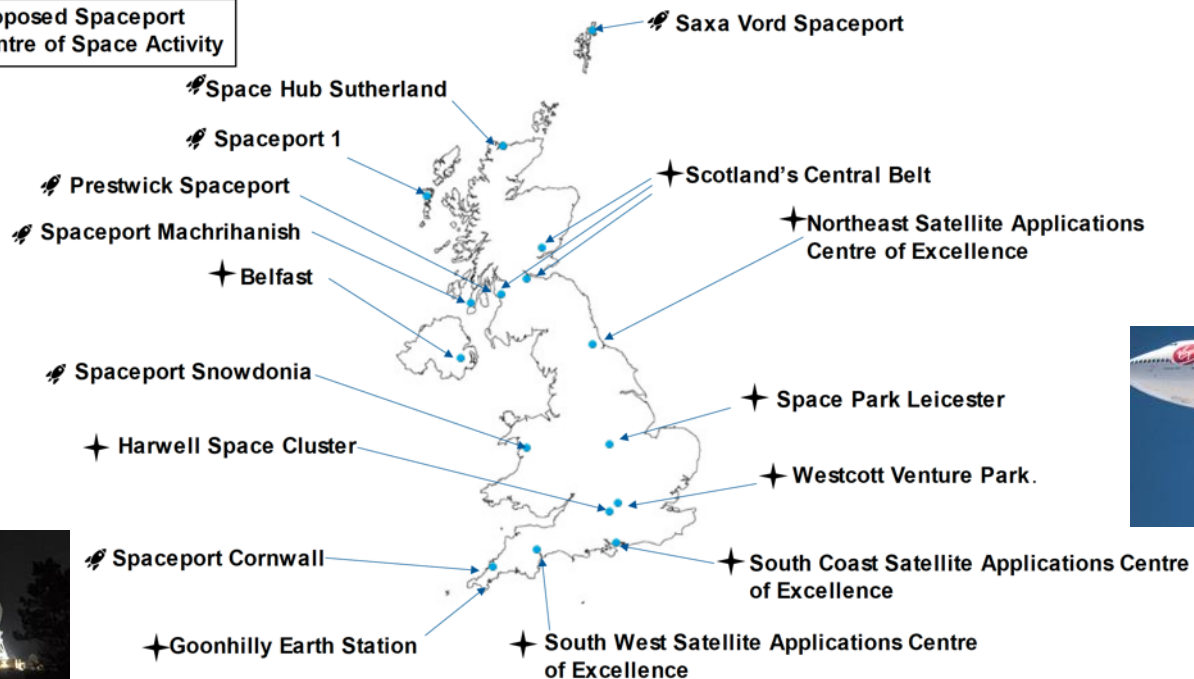 oposed Spaceport
ntre of Space Activity
Saxa Vord Spaceport
Space Hub Sutherland
Spaceport 1
Prestwick Spaceport
Spaceport Machrihanish
Belfast
Scotland's Central Belt
Northeast Satellite Applications
Centre of Excellence
Spaceport Snowdonia
Space Park Leicester
Harwell Space Cluster
Westcott Venture Park.
Spaceport Cornwall
South Coast Satellite Applications Centre
of Excellence
Goonhilly Earth Station
South West Satellite Applications Centre
of Excellence